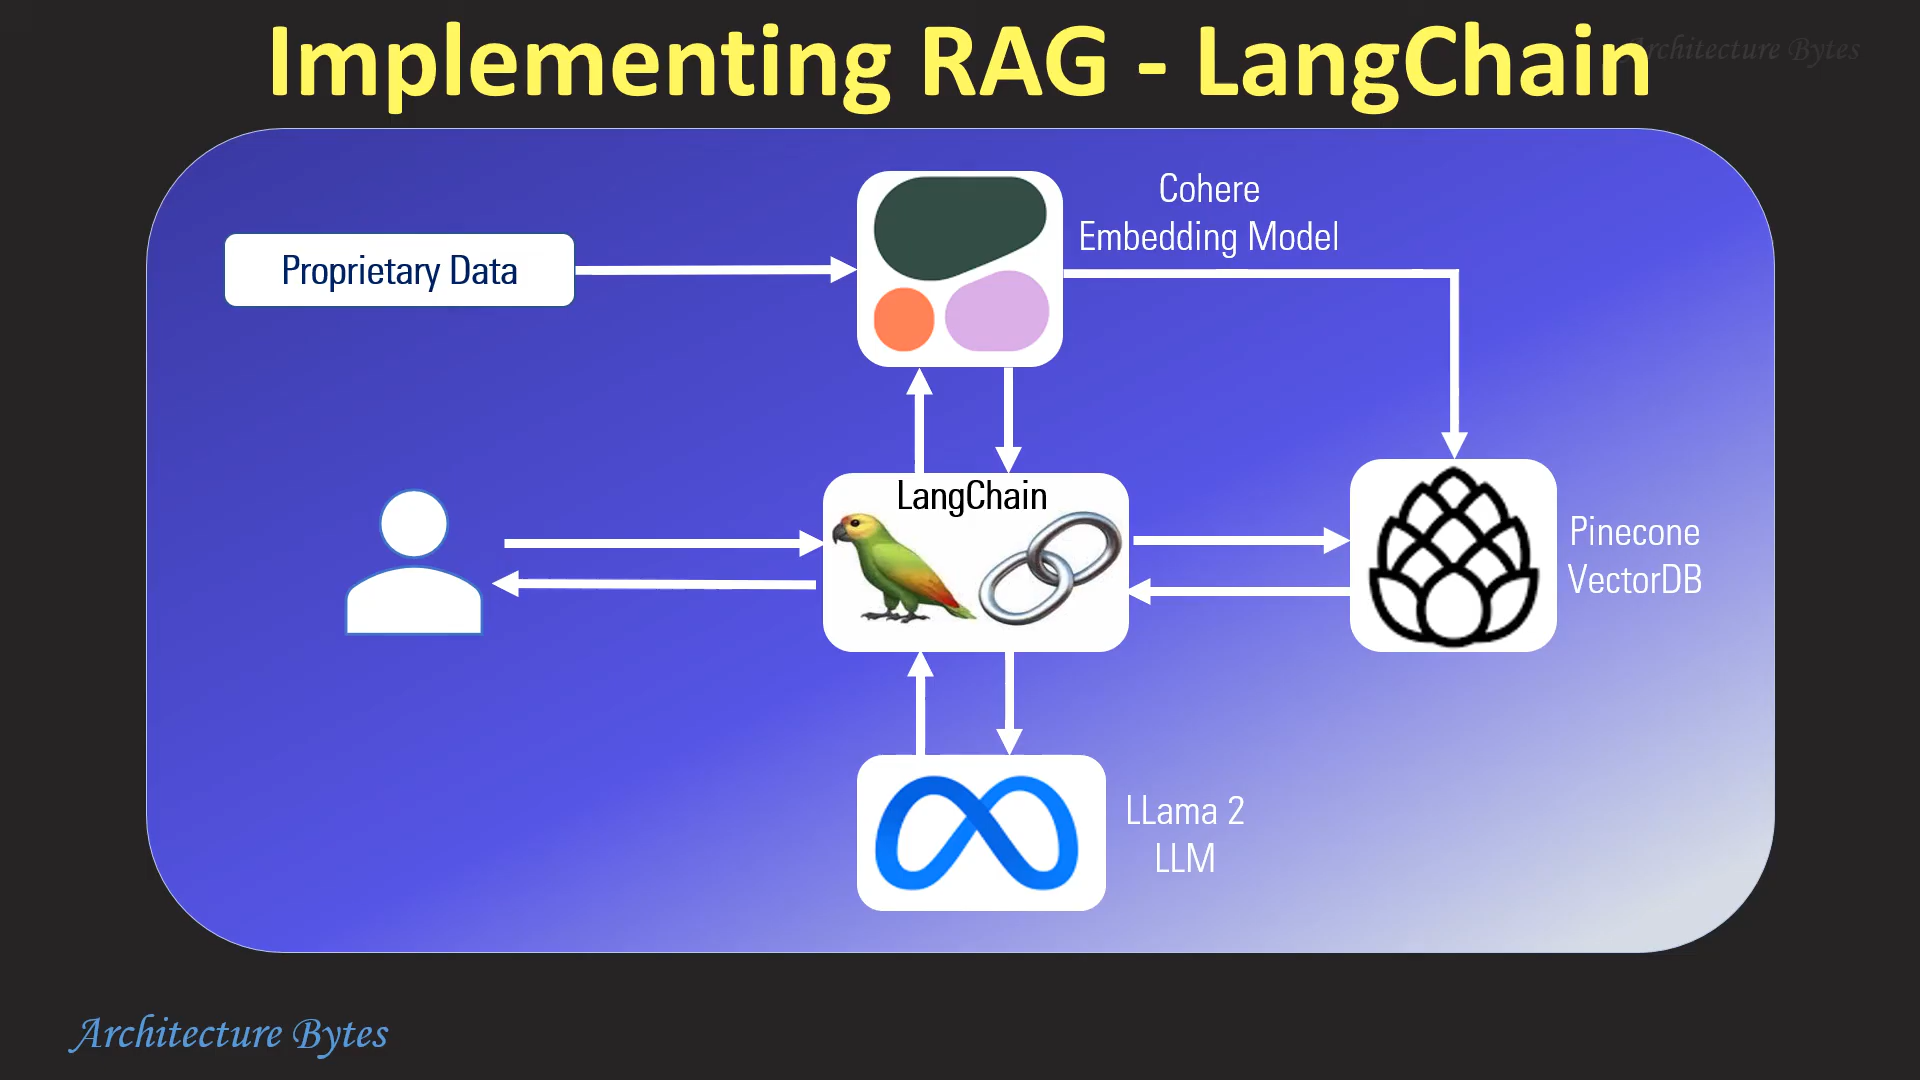 Implementing RAG - LangChain
Architecture Bytes
Cohere
Embedding Model
Proprietary Data
LangChain
Pinecone
VectorDB
LLama 2
LLM
Architecture Bytes